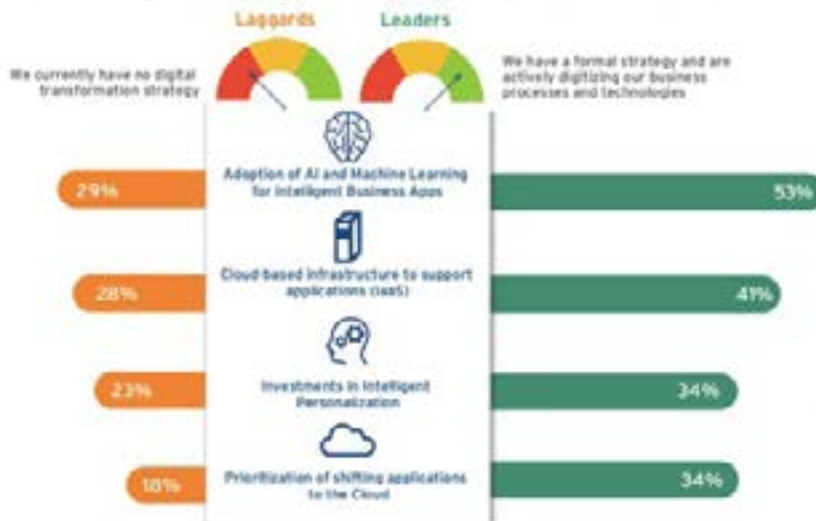 Laggards
Leaders
We currently have no digital
transformation strategy
We have a formal strategy and are
actively digitizing our business
processes and technologies
Adoption of AI and Machine Learning
for Intelligent Business Apps
29%
53%
Cloud-based infrastructure to support
applications (IaaS)
28%
41%
Investments in Intelligent
Personalization
23%
34%
Prioritization of shifting applications
to the Cloud
18%
34%